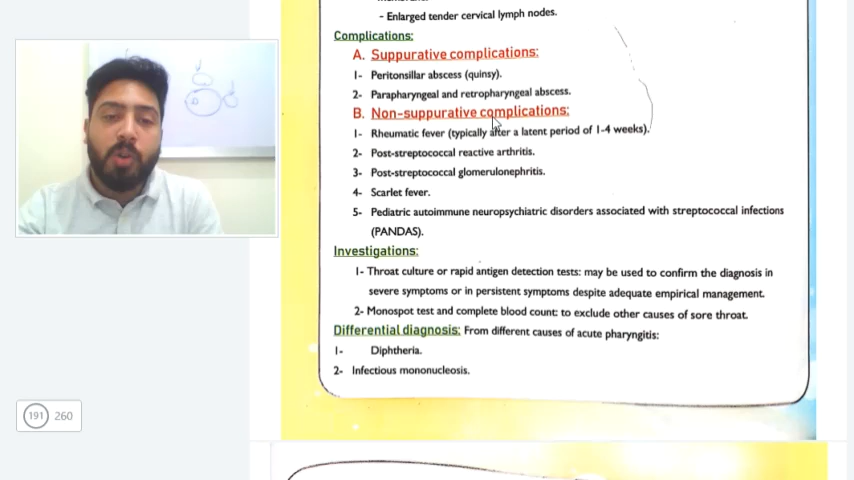 - Enlarged tender cervical lymph nodes.
Complications:
A. Suppurative complications:
1- Peritonsillar abscess (quinsy).
2- Parapharyngeal and retropharyngeal abscess.
B. Non-suppurative complications:
1- Rheumatic fever (typically after a latent period of 1-4 weeks).
2- Post-streptococcal reactive arthritis.
3- Post-streptococcal glomerulonephritis.
4- Scarlet fever.
5- Pediatric autoimmune neuropsychiatric disorders associated with streptococcal infections
(PANDAS).
Investigations:
1- Throat culture or rapid antigen detection tests: may be used to confirm the diagnosis in
severe symptoms or in persistent symptoms despite adequate empirical management.
2- Monospot test and complete blood count: to exclude other causes of sore throat.
Differential diagnosis: From different causes of acute pharyngitis:
1- Diphtheria.
2- Infectious mononucleosis.
191 260